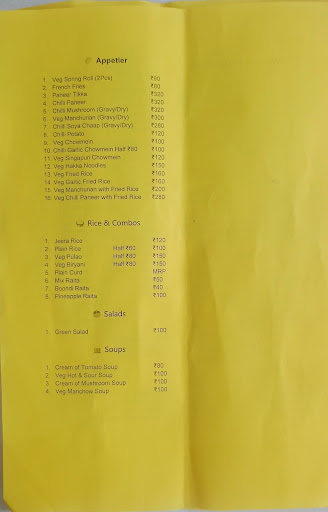 Appetier
1. Veg Spring Roll (2Pcs) ₹90
2. French Fries ₹80
3. Paneer Tikka ₹320
4. Chilli Paneer ₹320
5. Chilli Mushroom (Gravy/Dry) ₹320
6. Veg Manchurian (Gravy/Dry) ₹300
7. Chilli Soya Chaap (Gravy/Dry) ₹280
8. Chilli Potato ₹120
9. Veg Chowmein ₹100
10. Chilli Garlic Chowmein Half ₹60 ₹100
11. Veg Singapuri Chowmein ₹120
12. Veg Hakka Noodles ₹150
13. Veg Fried Rice ₹160
14. Veg Garlic Fried Rice ₹160
15. Veg Manchurian with Fried Rice ₹200
16. Veg Chilli Paneer with Fried Rice ₹280
Rice & Combos
1. Jeera Rice ₹120
2. Plain Rice Half ₹60 ₹100
3. Veg Pulao Half ₹80 ₹150
4. Veg Biryani Half ₹80 ₹150
5. Plain Curd MRP
6. Mix Raita ₹50
7. Boondi Raita ₹40
8. Pineapple Raita ₹100
Salads
1. Green Salad ₹100
Soups
1. Cream of Tomato Soup ₹90
2. Veg Hot & Sour Soup ₹100
3. Cream of Mushroom Soup ₹100
4. Veg Manchow Soup ₹100